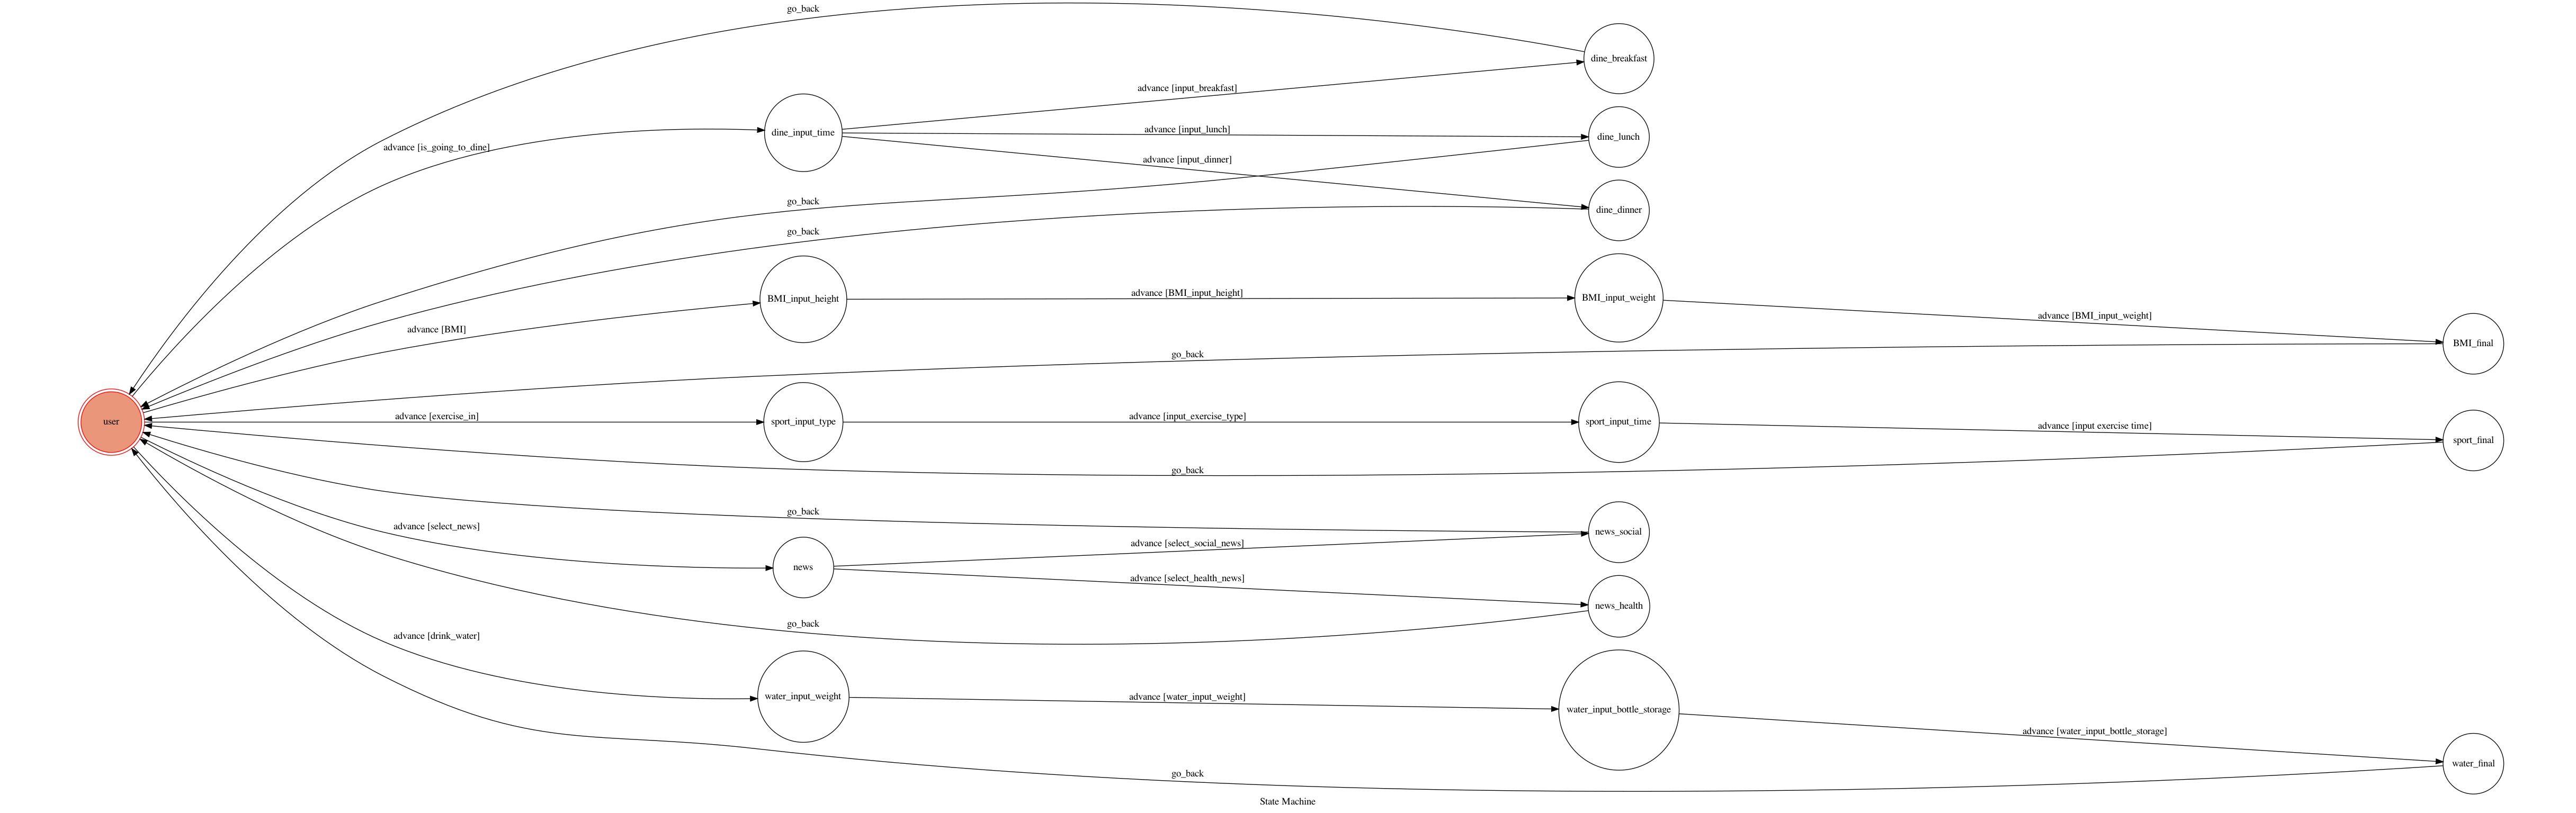 go_back
dine_breakfast
advance [input_breakfast]
dine_input_time
advance [input_lunch]
dine_lunch
advance [is_going_to_dine]
advance [input_dinner]
go_back
dine_dinner
go_back
BMI_input_height
advance [BMI_input_height]
BMI_input_weight
advance [BMI_input_weight]
advance [BMI]
BMI_final
go_back
user
advance [exercise_in]
sport_input_type
advance [input_exercise_type]
sport_input_time
advance [input exercise time]
sport_final
go_back
go_back
advance [select_news]
news_social
advance [select_social_news]
news
advance [select_health_news]
news_health
go_back
advance [drink_water]
water_input_weight
advance [water_input_weight]
water_input_bottle_storage
advance [water_input_bottle_storage]
water_final
go_back
State Machine